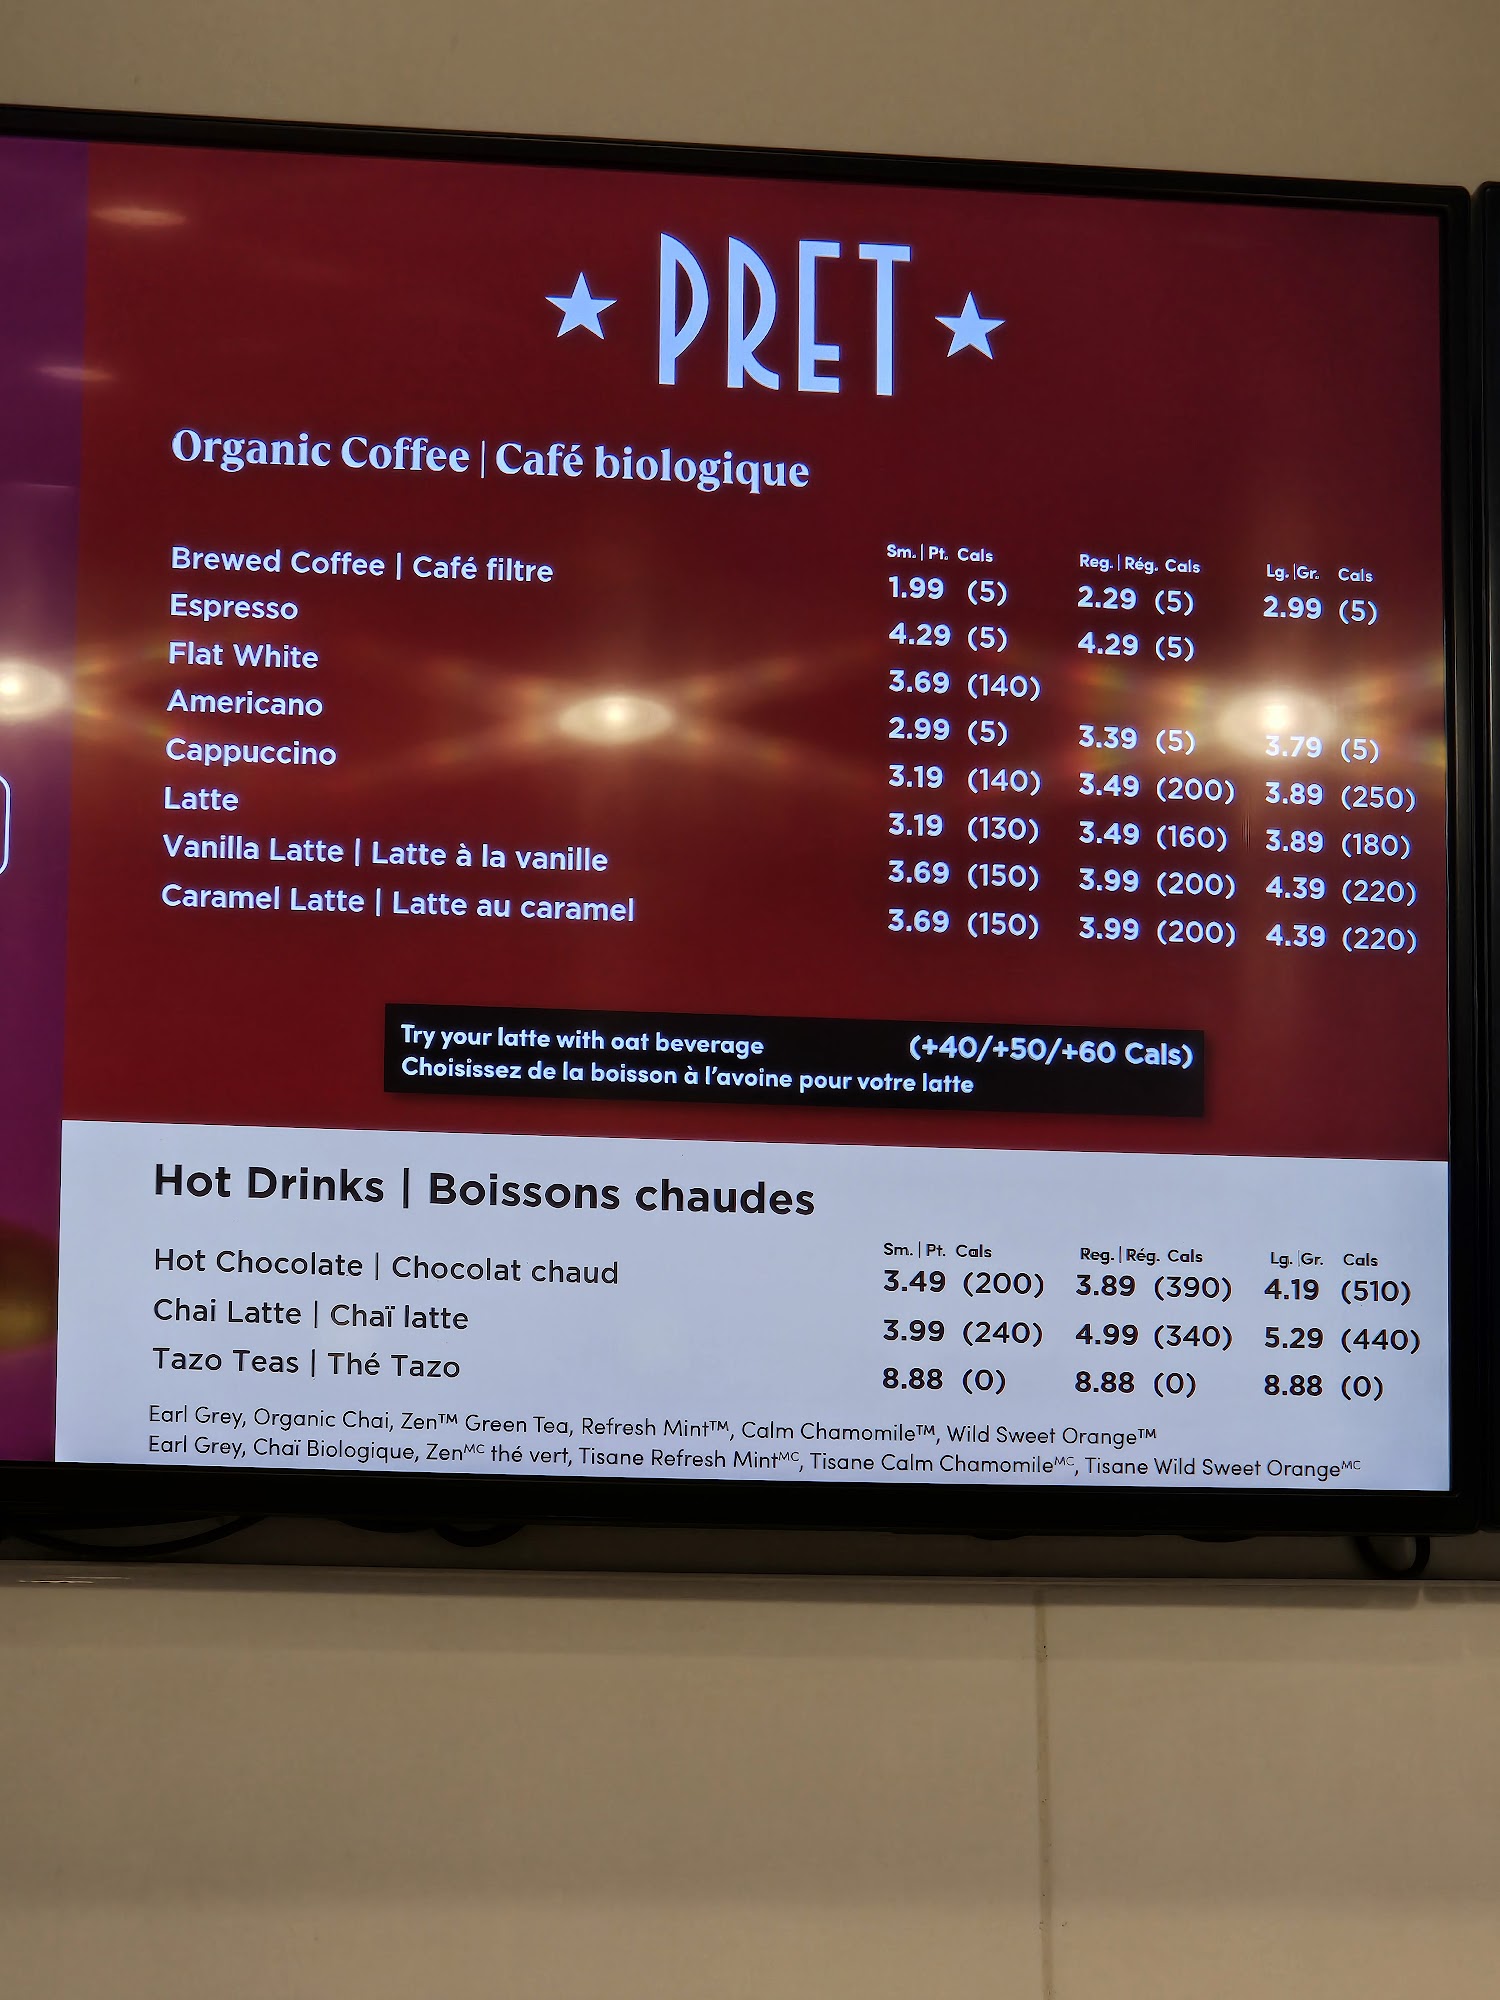 PRET
Organic Coffee | Café biologique
Sm. | Pt. Cals Reg. | Rég. Cals Lg. | Gr. Cals
Brewed Coffee | Café filtre 1.99 (5) 2.29 (5) 2.99 (5)
Espresso 4.29 (5) 4.29 (5)
Flat White 3.69 (140)
Americano 2.99 (5) 3.39 (5) 3.79 (5)
Cappuccino 3.19 (140) 3.49 (200) 3.89 (250)
Latte 3.19 (130) 3.49 (160) 3.89 (180)
Vanilla Latte | Latte à la vanille 3.69 (150) 3.99 (200) 4.39 (220)
Caramel Latte | Latte au caramel 3.69 (150) 3.99 (200) 4.39 (220)
Try your latte with oat beverage (+40/+50/+60 Cals)
Choisissez de la boisson à l'avoine pour votre latte
Hot Drinks | Boissons chaudes
Sm. | Pt. Cals Reg. | Rég. Cals Lg. | Gr. Cals
Hot Chocolate | Chocolat chaud 3.49 (200) 3.89 (390) 4.19 (510)
Chai Latte | Chaï latte 3.99 (240) 4.99 (340) 5.29 (440)
Tazo Teas | Thé Tazo 8.88 (0) 8.88 (0) 8.88 (0)
Earl Grey, Organic Chai, Zen™ Green Tea, Refresh Mint™, Calm Chamomile™, Wild Sweet Orange™
Earl Grey, Chaï Biologique, Zenᴹᶜ thé vert, Tisane Refresh Mintᴹᶜ, Tisane Calm Chamomileᴹᶜ, Tisane Wild Sweet Orangeᴹᶜ